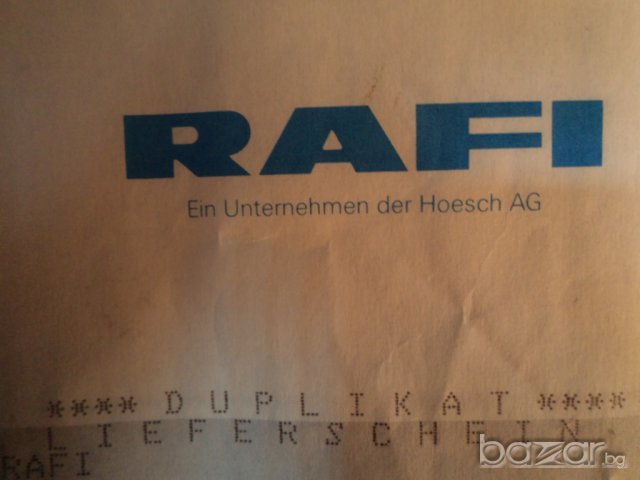 RAFI
Ein Unternehmen der Hoesch AG
**** DUPLIKAT ****
LIEFERSCHEIN
RAFI
bazar.bg